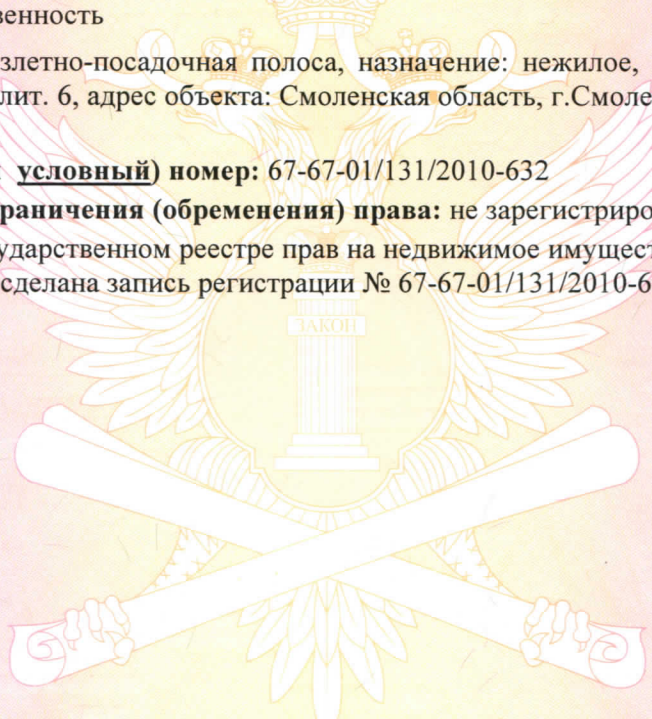 венность
злетно-посадочная полоса, назначение: нежилое,
лит. 6, адрес объекта: Смоленская область, г.Смоле
условный) номер: 67-67-01/131/2010-632
раничения (обременения) права: не зарегистриро
ударственном реестре прав на недвижимое имущест
сделана запись регистрации № 67-67-01/131/2010-6
ЗАКОН